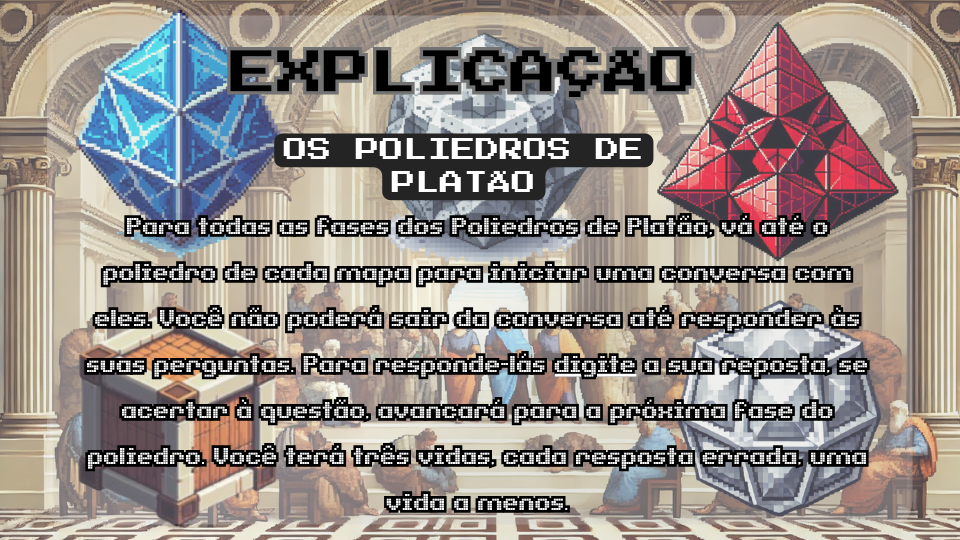 EXPLICAÇÃO
OS POLIEDROS DE
PLATÃO
Para todas as fases dos Poliedros de Platão, vá até o
poliedro de cada mapa para iniciar uma conversa com
eles. Você não poderá sair da conversa até responder às
suas perguntas. Para responde-lás digite a sua reposta, se
acertar à questão, avancará para a próxima fase do
poliedro. Você terá três vidas, cada resposta errada, uma
vida a menos.